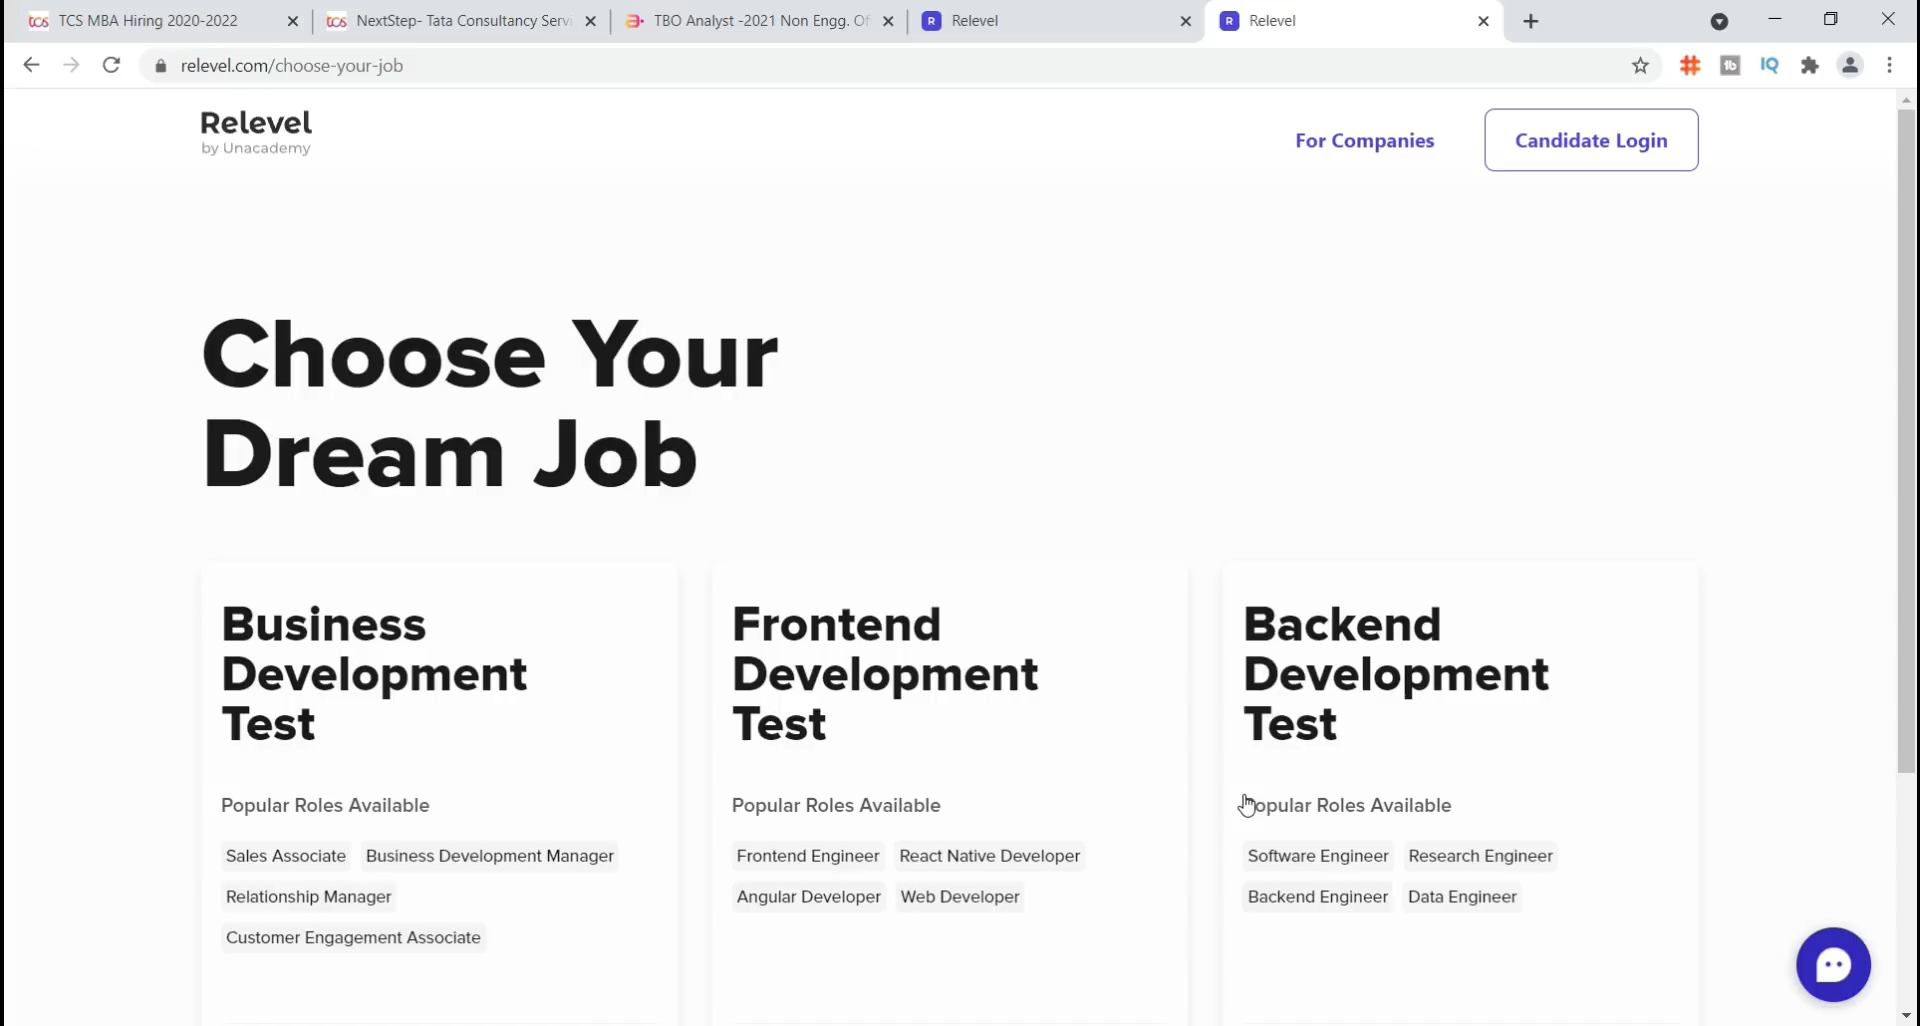 TCS MBA Hiring 2020-2022
NextStep- Tata Consultancy Servi
TBO Analyst -2021 Non Engg. Of
Relevel
Relevel
relevel.com/choose-your-job
Relevel
by Unacademy
For Companies
Candidate Login
Choose Your
Dream Job
Business
Development
Test
Popular Roles Available
Sales Associate
Business Development Manager
Relationship Manager
Customer Engagement Associate
Frontend
Development
Test
Popular Roles Available
Frontend Engineer
React Native Developer
Angular Developer
Web Developer
Backend
Development
Test
Popular Roles Available
Software Engineer
Research Engineer
Backend Engineer
Data Engineer